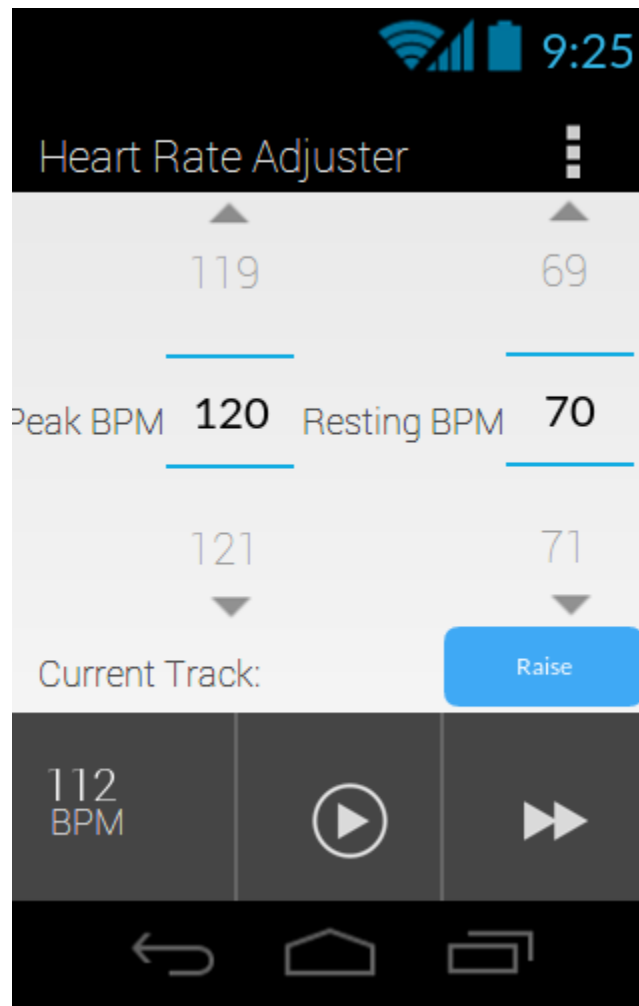 9:25
Heart Rate Adjuster
119 69
Peak BPM 120 Resting BPM 70
121 71
Current Track: Raise
112
BPM